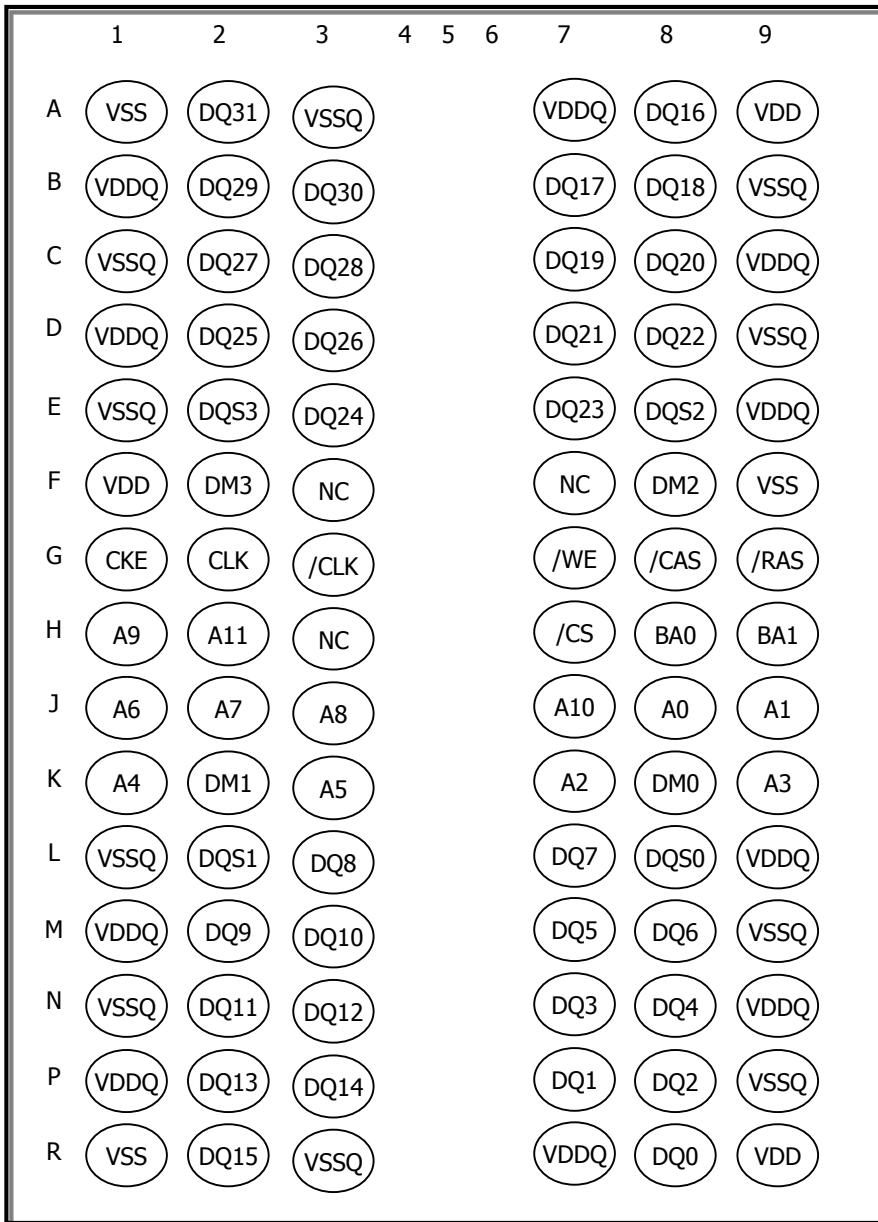 1 2 3 4 5 6 7 8 9
A VSS DQ31 VSSQ VDDQ DQ16 VDD
B VDDQ DQ29 DQ30 DQ17 DQ18 VSSQ
C VSSQ DQ27 DQ28 DQ19 DQ20 VDDQ
D VDDQ DQ25 DQ26 DQ21 DQ22 VSSQ
E VSSQ DQS3 DQ24 DQ23 DQS2 VDDQ
F VDD DM3 NC NC DM2 VSS
G CKE CLK /CLK /WE /CAS /RAS
H A9 A11 NC /CS BA0 BA1
J A6 A7 A8 A10 A0 A1
K A4 DM1 A5 A2 DM0 A3
L VSSQ DQS1 DQ8 DQ7 DQS0 VDDQ
M VDDQ DQ9 DQ10 DQ5 DQ6 VSSQ
N VSSQ DQ11 DQ12 DQ3 DQ4 VDDQ
P VDDQ DQ13 DQ14 DQ1 DQ2 VSSQ
R VSS DQ15 VSSQ VDDQ DQ0 VDD